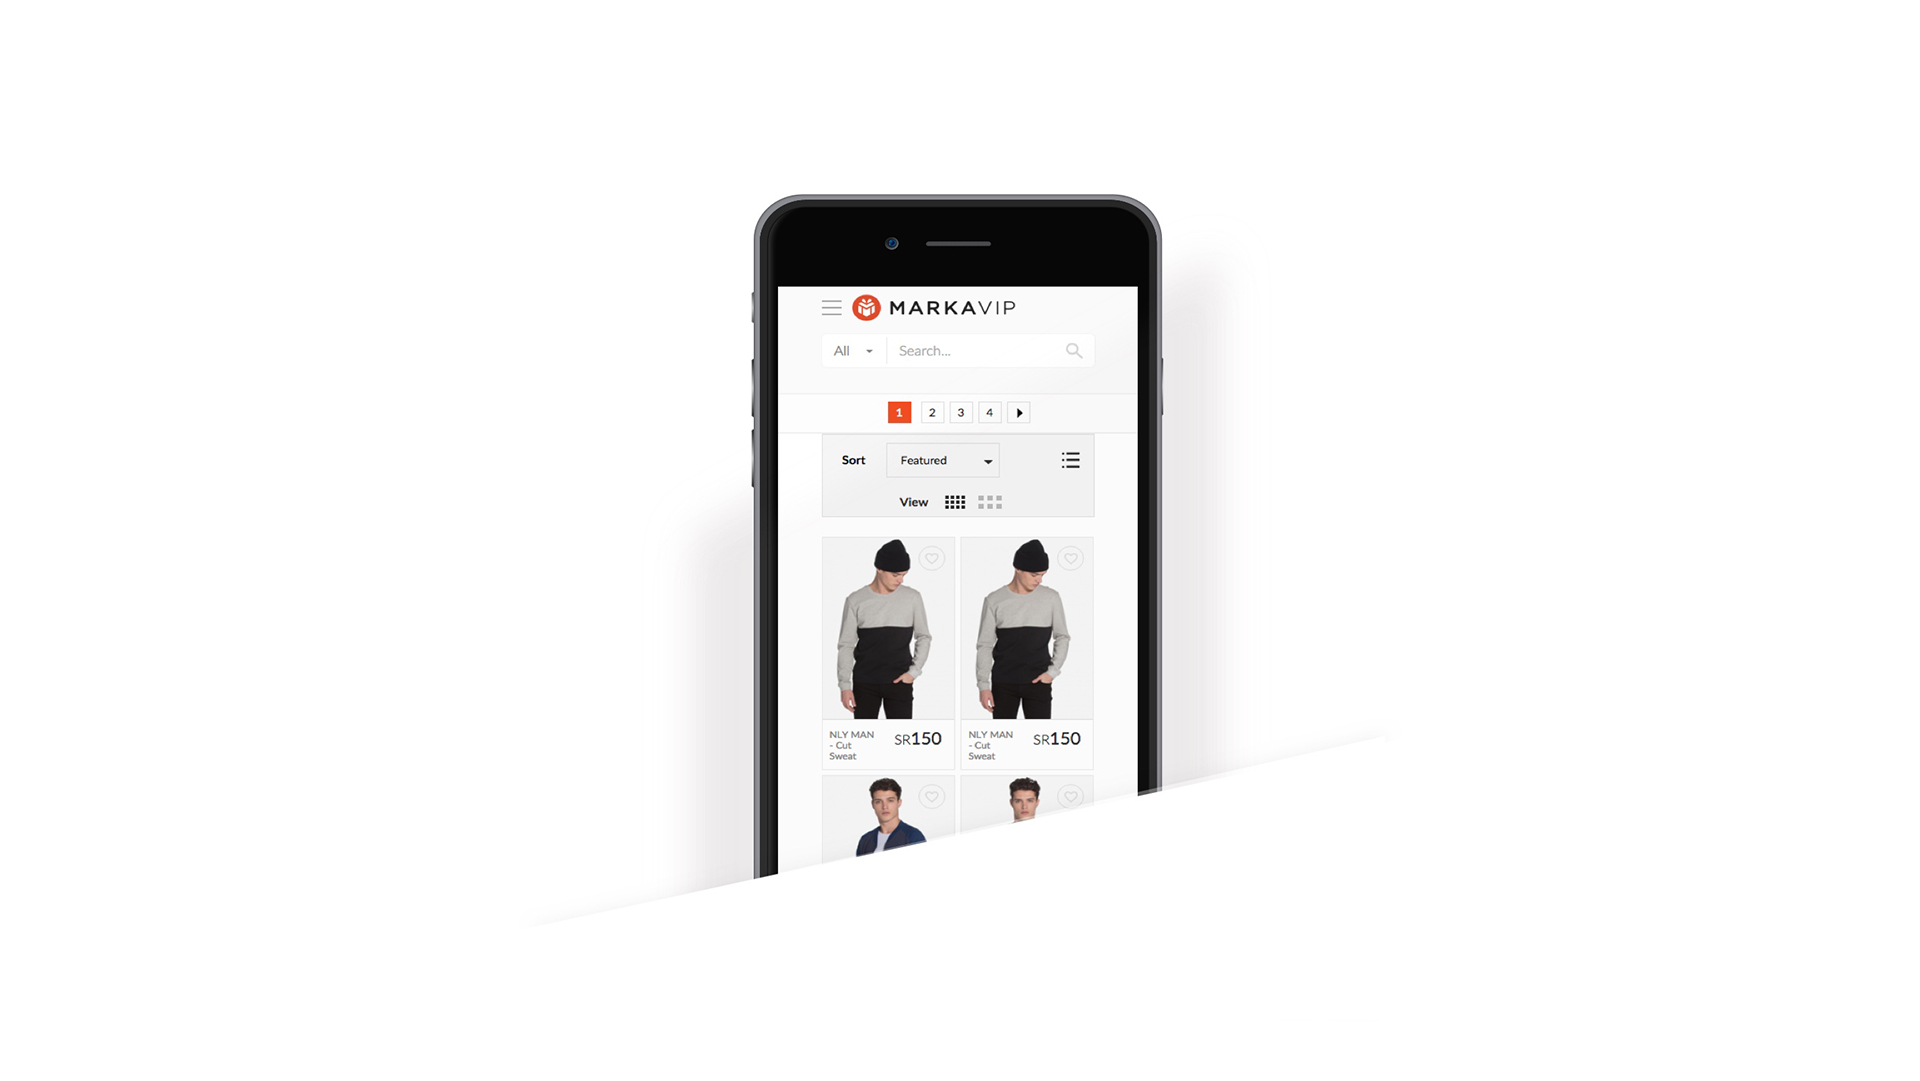 MARKAVIP
All Search...
1 2 3 4
Sort Featured
View
NLY MAN
- Cut
Sweat
SR150
NLY MAN
- Cut
Sweat
SR150